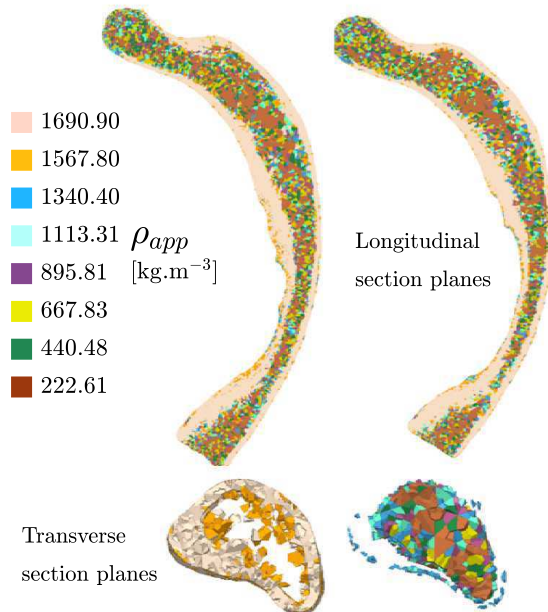 1690.90
1567.80
1340.40
1113.31
895.81
667.83
440.48
222.61
ρapp
[kg.m⁻³]
Longitudinal
section planes
Transverse
section planes